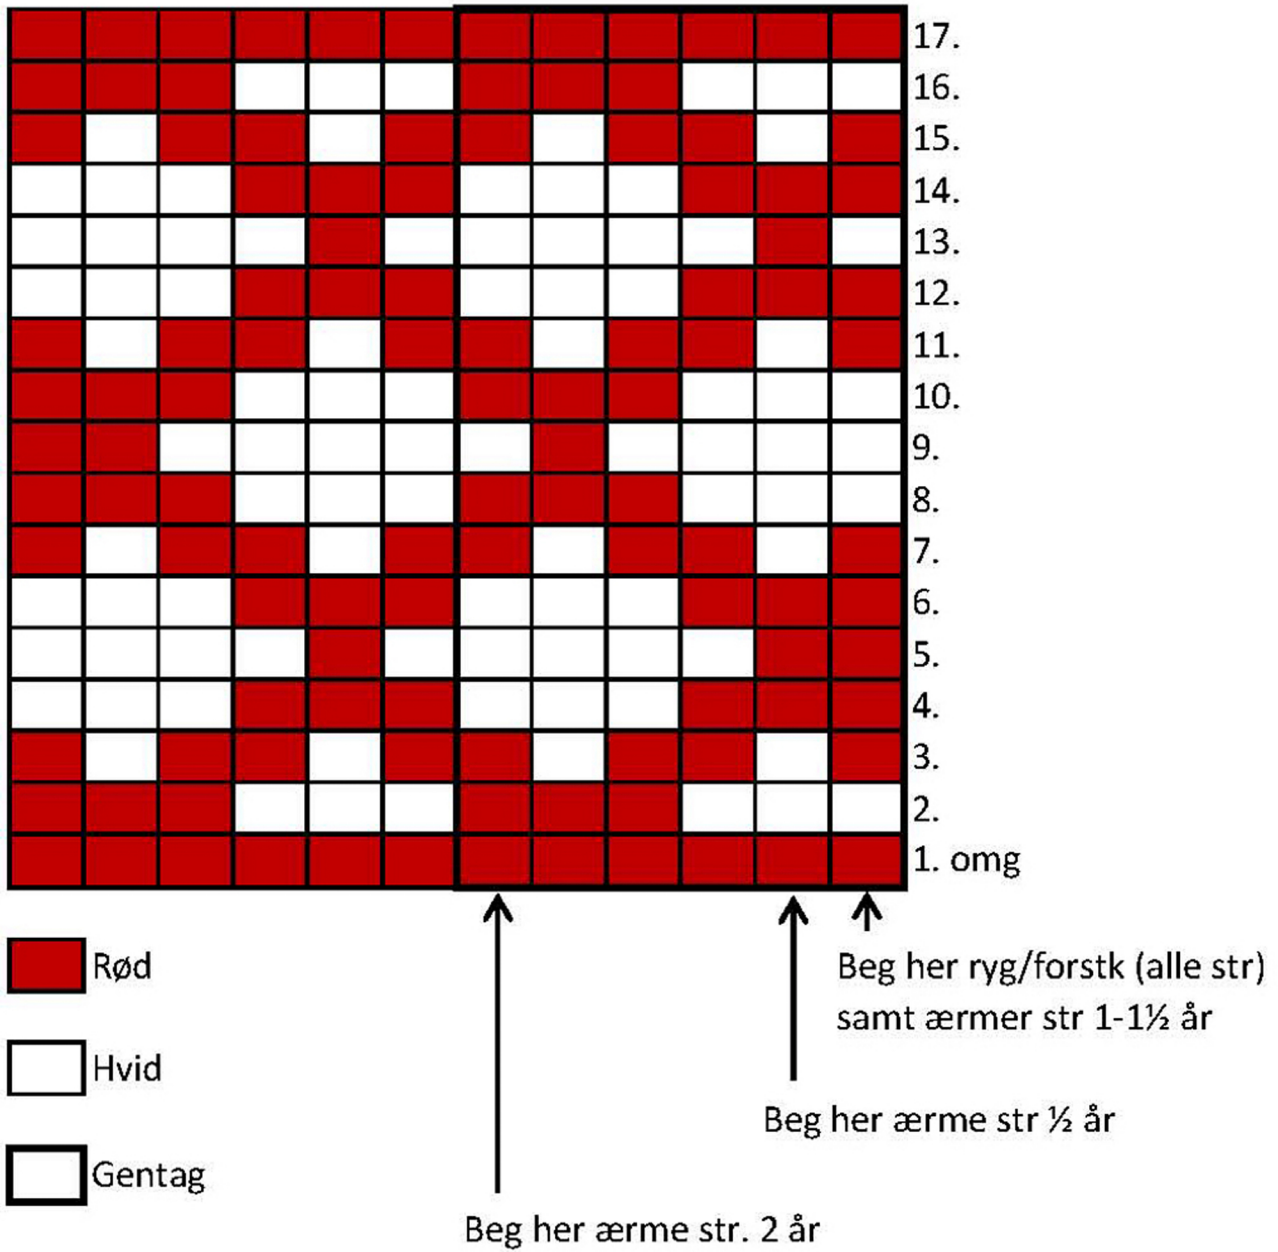 17.
16.
15.
14.
13.
12.
11.
10.
9.
8.
7.
6.
5.
4.
3.
2.
1. omg
Rød
Hvid
Gentag
Beg her ryg/forstk (alle str)
samt ærmer str 1-1½ år
Beg her ærme str ½ år
Beg her ærme str. 2 år